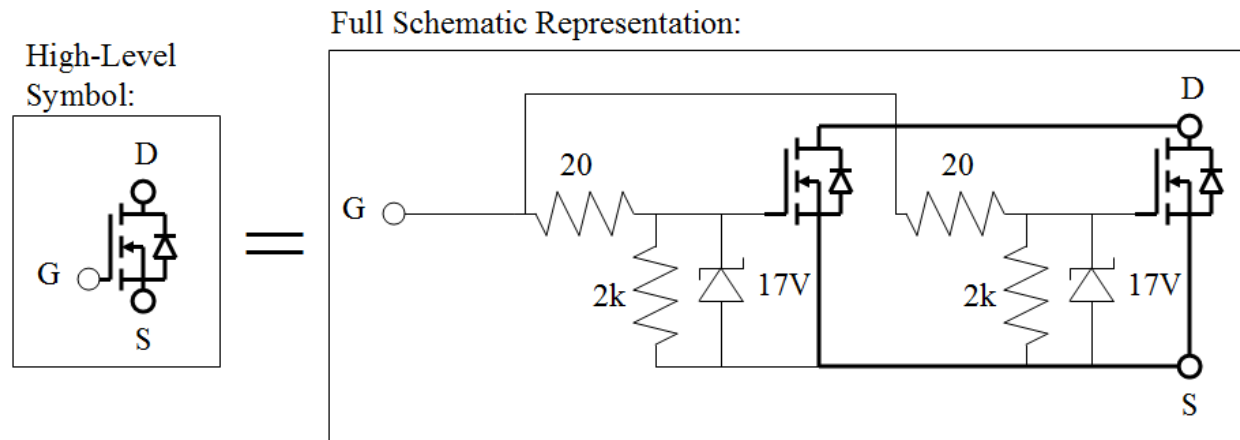 Full Schematic Representation:
High-Level
Symbol:
D
G
S
D
20
20
G
2k
17V
2k
17V
S